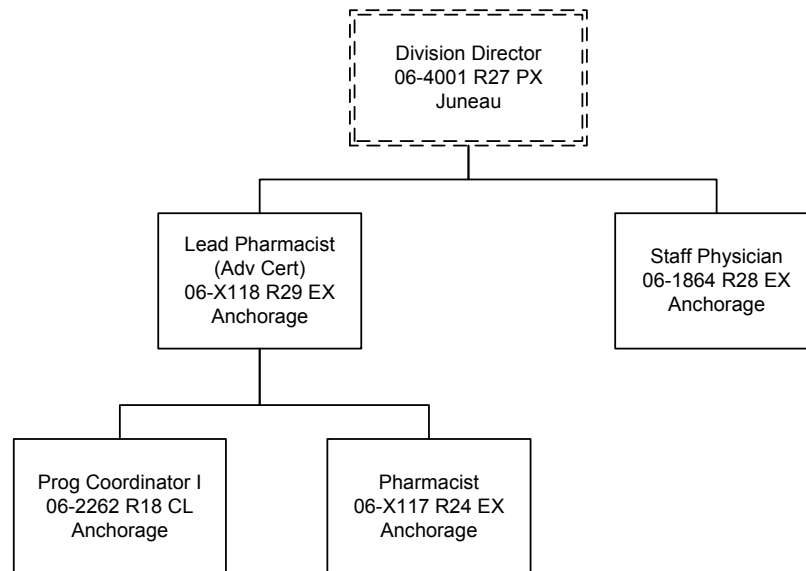 Division Director
06-4001 R27 PX
Juneau
Lead Pharmacist
(Adv Cert)
06-X118 R29 EX
Anchorage
Staff Physician
06-1864 R28 EX
Anchorage
Prog Coordinator I
06-2262 R18 CL
Anchorage
Pharmacist
06-X117 R24 EX
Anchorage